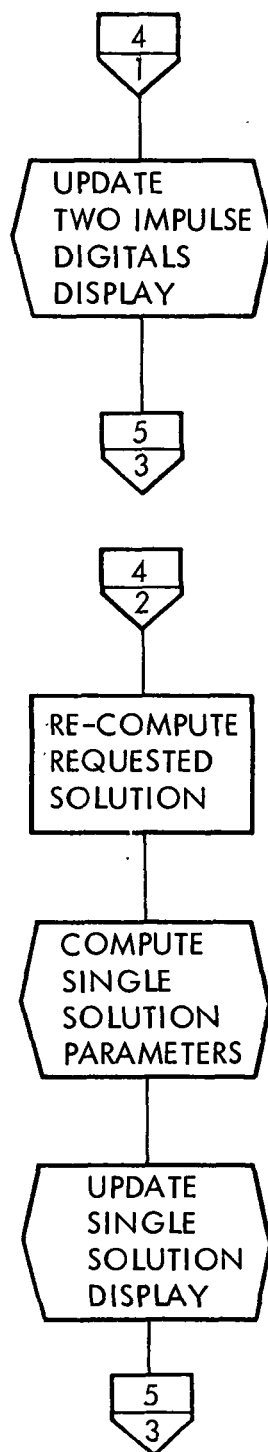 4
1
UPDATE
TWO IMPULSE
DIGITALS
DISPLAY
5
3
4
2
RE-COMPUTE
REQUESTED
SOLUTION
COMPUTE
SINGLE
SOLUTION
PARAMETERS
UPDATE
SINGLE
SOLUTION
DISPLAY
5
3